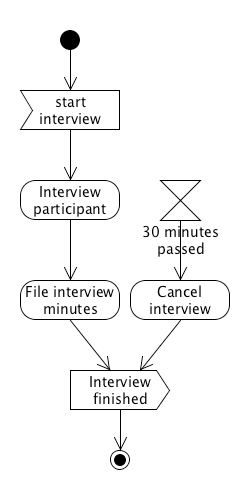 start
interview
Interview
participant
30 minutes
passed
File interview
minutes
Cancel
interview
Interview
finished